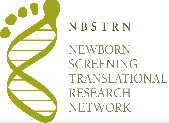 NBSTRN
NEWBORN
SCREENING
TRANSLATIONAL
RESEARCH
NETWORK